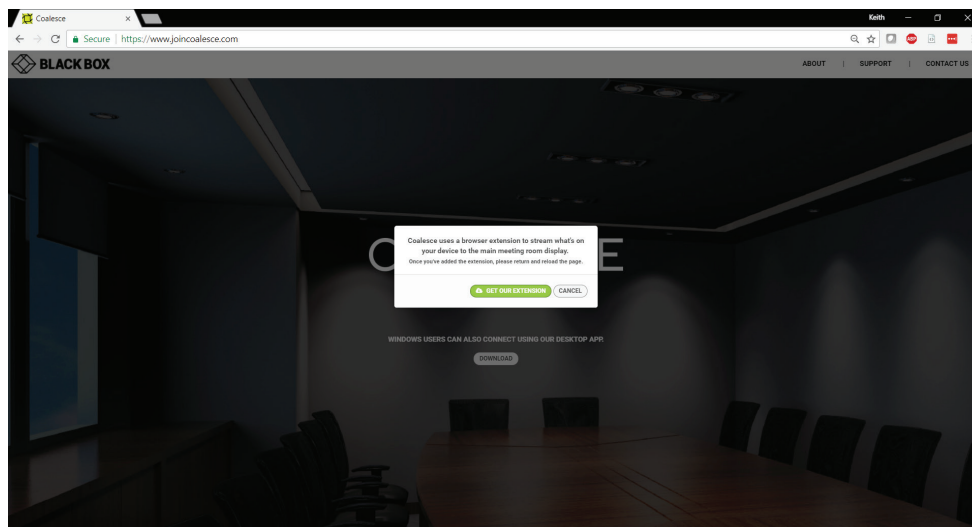 Coalesce
Keith
Secure https://www.joincoalesce.com
ABP
BLACK BOX
ABOUT | SUPPORT | CONTACT US
C E
Coalesce uses a browser extension to stream what's on
your device to the main meeting room display.
Once you've added the extension, please return and reload the page.
GET OUR EXTENSION
CANCEL
WINDOWS USERS CAN ALSO CONNECT USING OUR DESKTOP APP.
DOWNLOAD